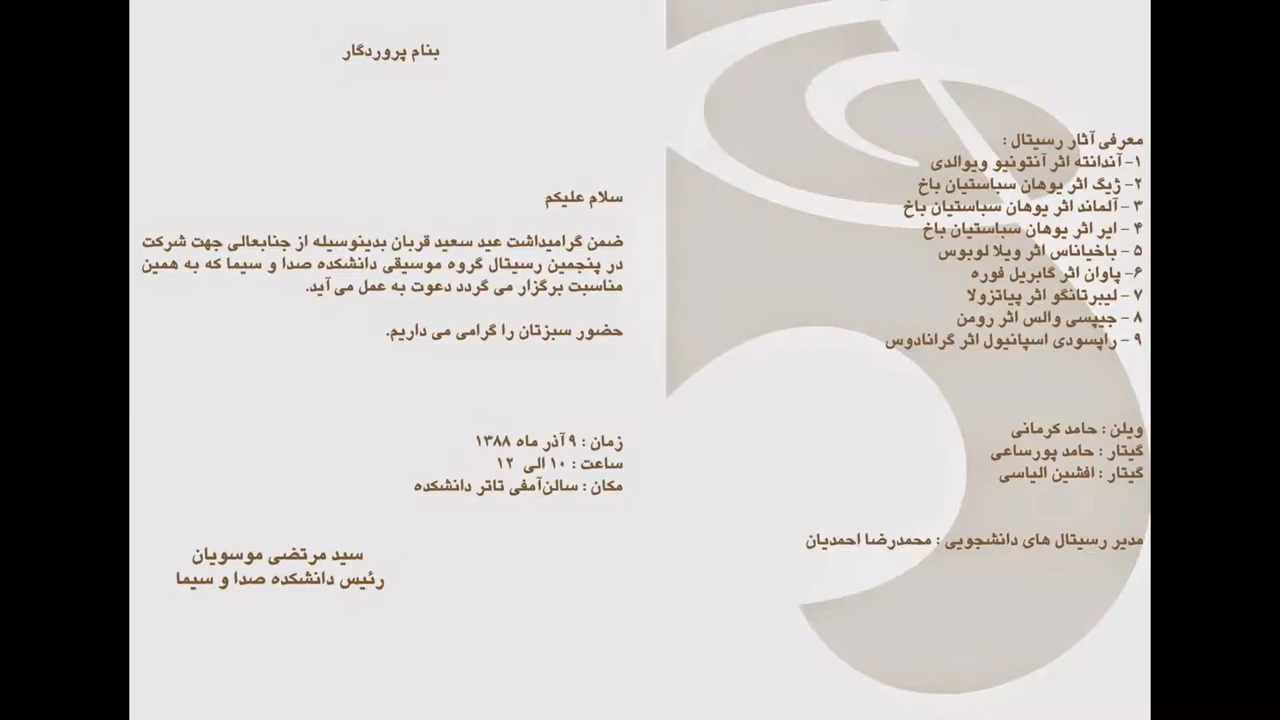 معرفی آثار رسیتال :
۱- آندانته اثر آنتونیو ویوالدی
۲- ژیگ اثر یوهان سباستیان باخ
۳ - آلماند اثر یوهان سباستیان باخ
۴ - ایر اثر یوهان سباستیان باخ
۵ - باخیاناس اثر ویلا لوبوس
۶- پاوان اثر گابریل فوره
۷ - لیبرتانگو اثر پیاتزولا
۸ - جیپسی والس اثر رومن
۹ - راپسودی اسپانیول اثر گرانادوس
ویلن : حامد کرمانی
گیتار : حامد پورساعی
گیتار : افشین الیاسی
مدیر رسیتال های دانشجویی : محمدرضا احمدیان
بنام پروردگار
سلام علیکم
ضمن گرامیداشت عید سعید قربان بدینوسیله از جنابعالی جهت شرکت
در پنجمین رسیتال گروه موسیقی دانشکده صدا و سیما که به همین
مناسبت برگزار می گردد دعوت به عمل می آید.
حضور سبزتان را گرامی می داریم.
زمان : ۹ آذر ماه ۱۳۸۸
ساعت : ۱۰ الی ۱۲
مکان : سالن آمفی تاتر دانشکده
سید مرتضی موسویان
رئیس دانشکده صدا و سیما